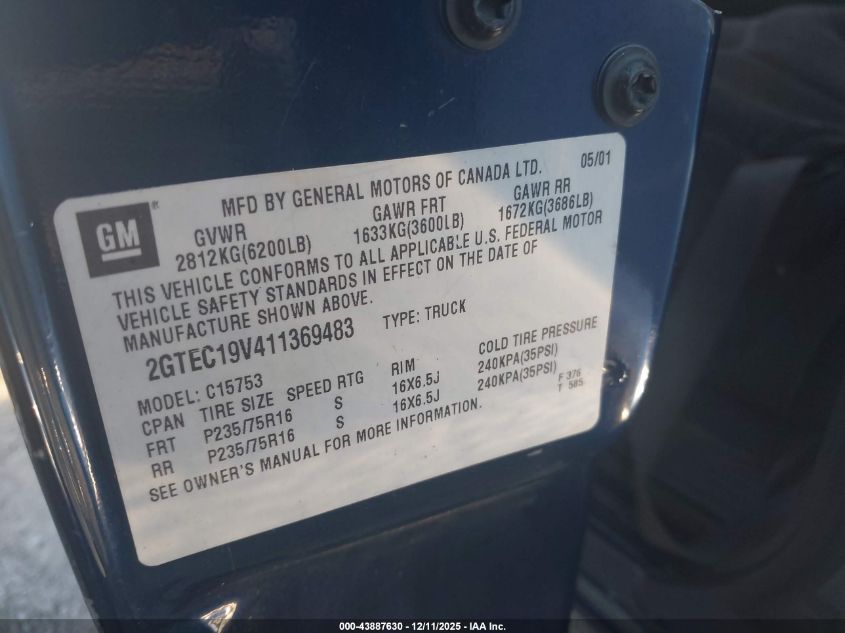 MFD BY GENERAL MOTORS OF CANADA LTD. 05/01
GM®
GVWR GAWR FRT GAWR RR
2812KG(6200LB) 1633KG(3600LB) 1672KG(3686LB)
THIS VEHICLE CONFORMS TO ALL APPLICABLE U.S. FEDERAL MOTOR
VEHICLE SAFETY STANDARDS IN EFFECT ON THE DATE OF
MANUFACTURE SHOWN ABOVE.
2GTEC19V411369483 TYPE: TRUCK
MODEL: C15753
CPAN TIRE SIZE SPEED RTG RIM COLD TIRE PRESSURE
FRT P235/75R16 S 16X6.5J 240KPA(35PSI)
RR P235/75R16 S 16X6.5J 240KPA(35PSI)
SEE OWNER'S MANUAL FOR MORE INFORMATION.
F 376
T 585
000-43887630 - 12/11/2025 - IAA Inc.